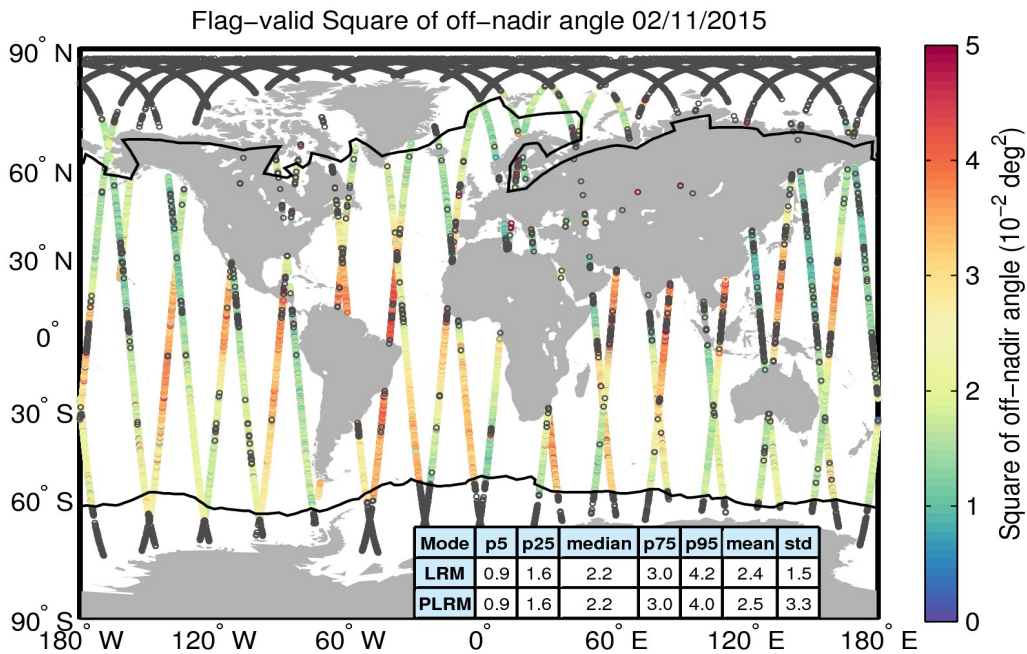 Flag-valid Square of off-nadir angle 02/11/2015
90° N
60° N
30° N
0°
30° S
60° S
90° S
180° W
120° W
60° W
0°
60° E
120° E
180° E
Mode p5 p25 median p75 p95 mean std
LRM 0.9 1.6 2.2 3.0 4.2 2.4 1.5
PLRM 0.9 1.6 2.2 3.0 4.0 2.5 3.3
5
4
3
2
1
0
Square of off-nadir angle (10⁻² deg²)